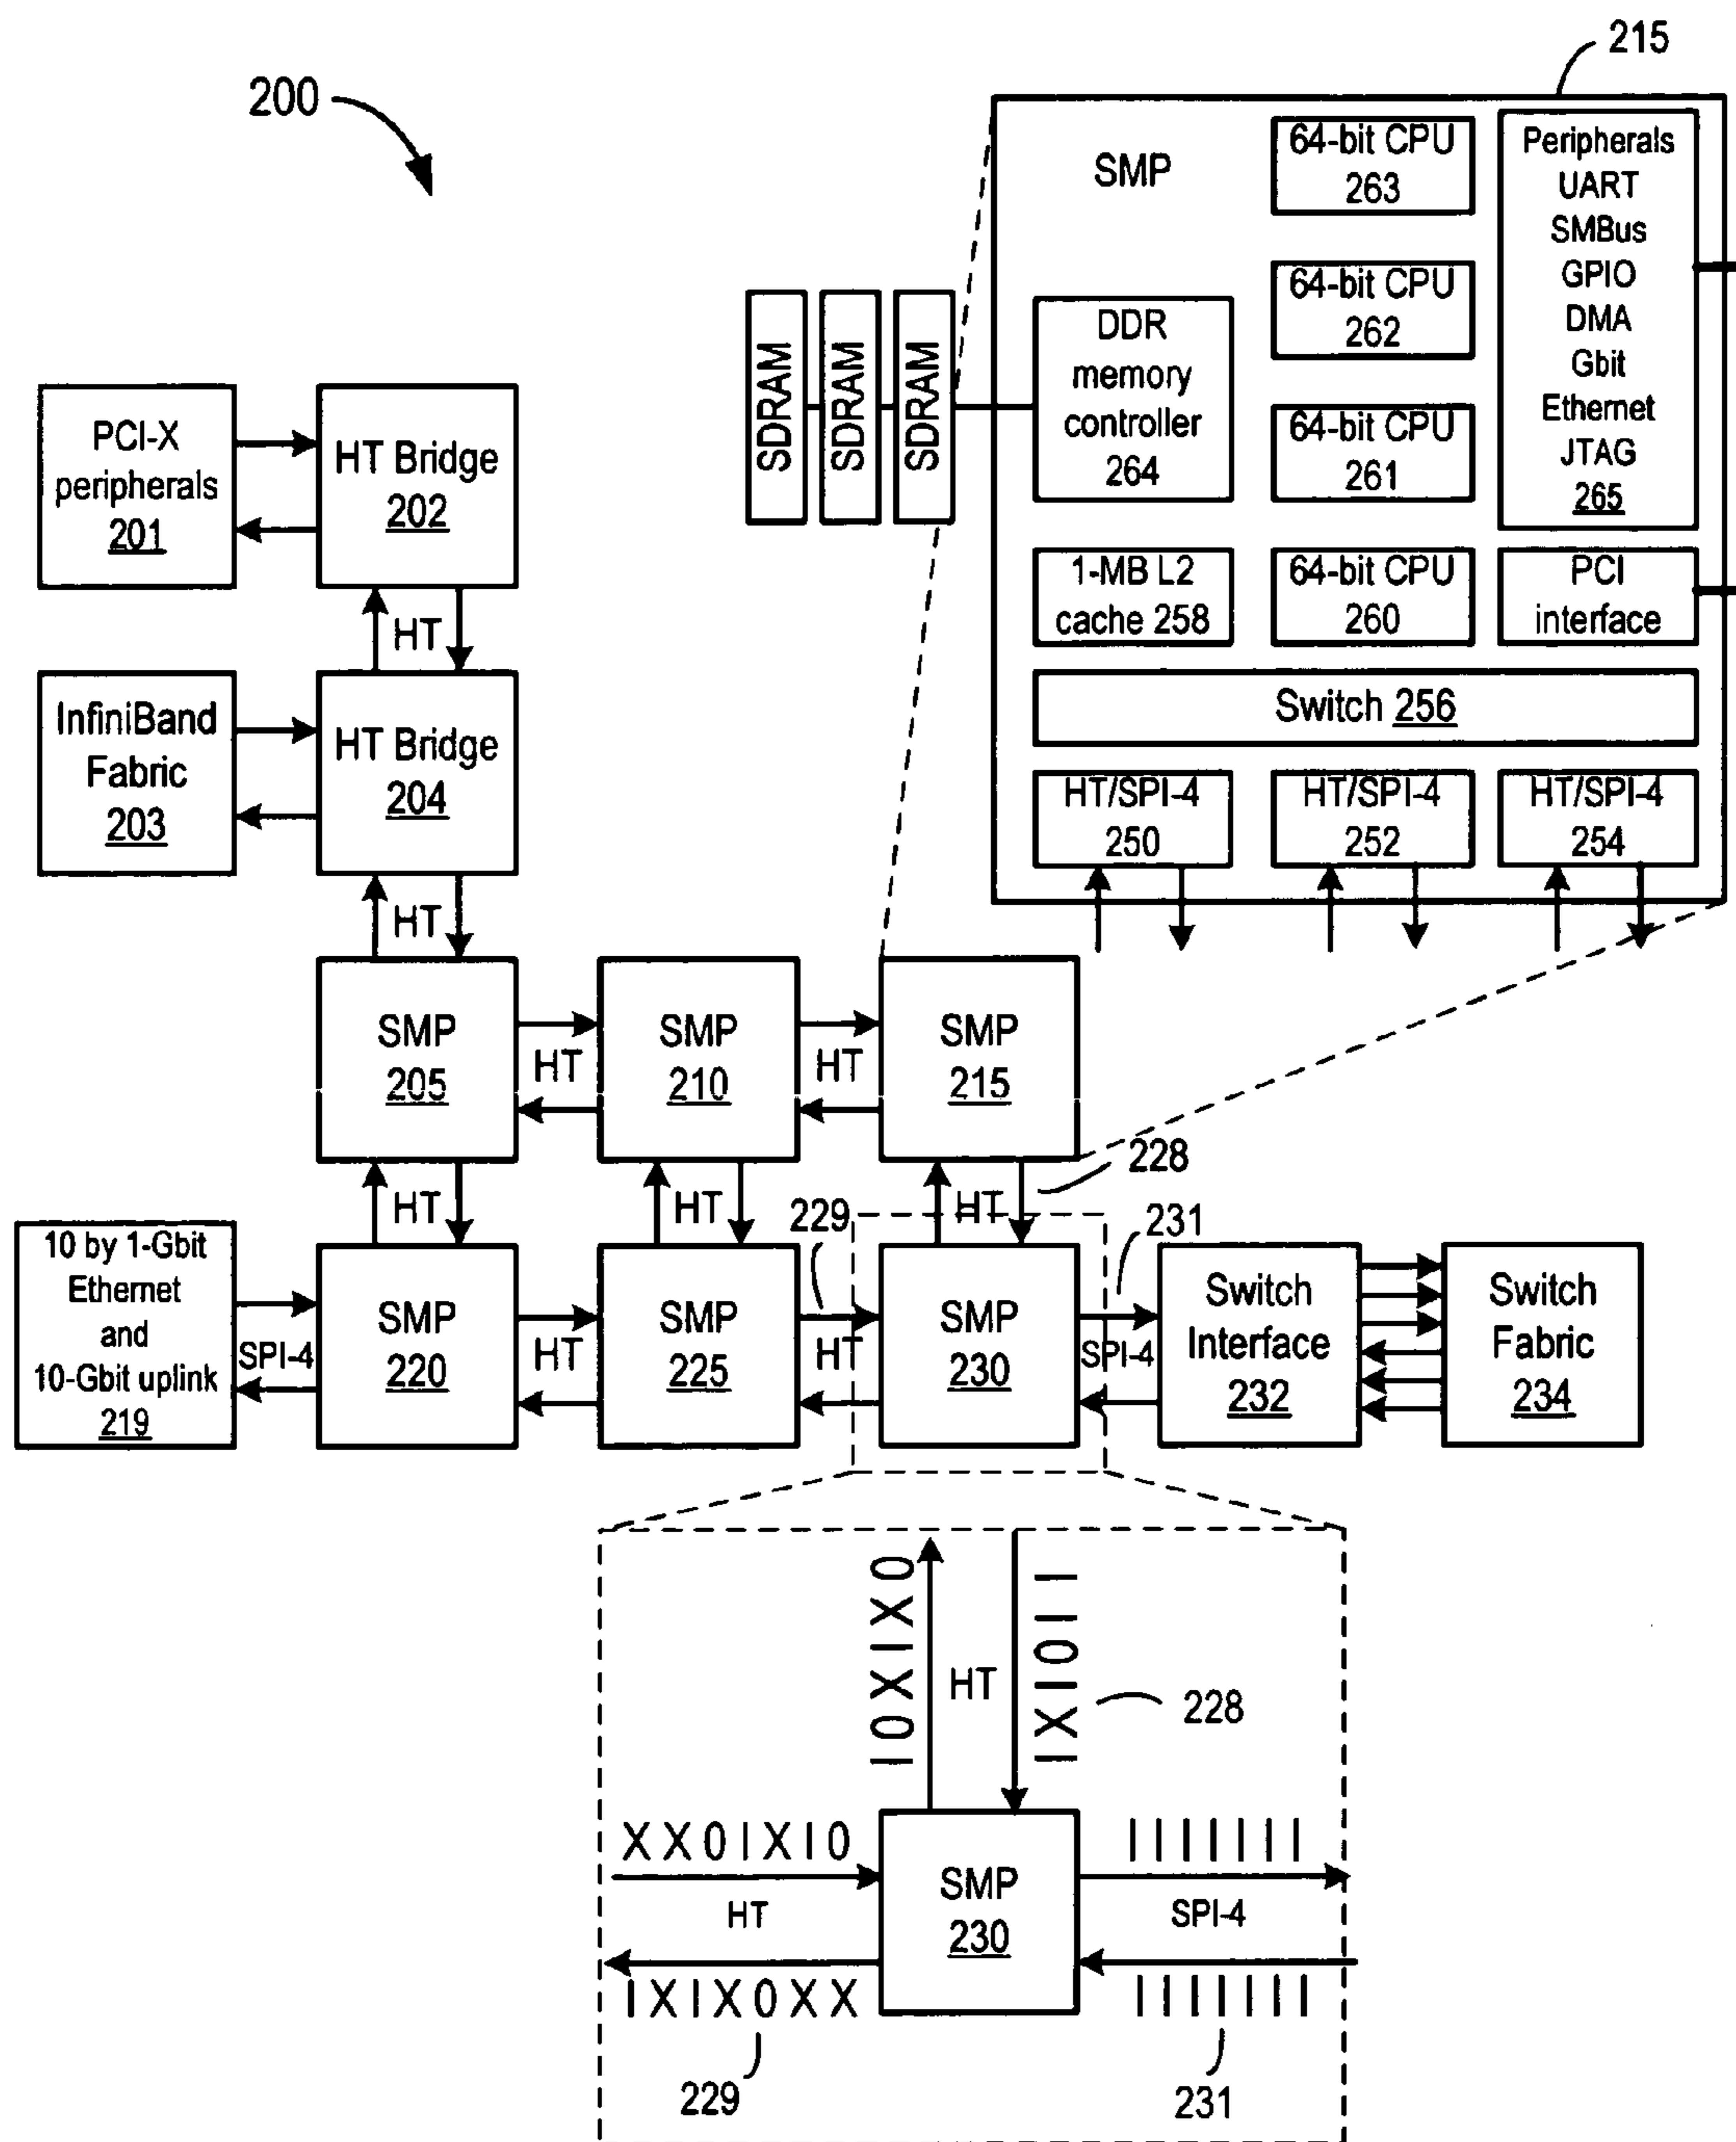 200
215
SMP
64-bit CPU
263
64-bit CPU
262
64-bit CPU
261
64-bit CPU
260
Peripherals
UART
SMBus
GPIO
DMA
Gbit
Ethernet
JTAG
265
SDRAM
SDRAM
SDRAM
DDR
memory
controller
264
1-MB L2
cache 258
PCI
interface
Switch 256
HT/SPI-4
250
HT/SPI-4
252
HT/SPI-4
254
PCI-X
peripherals
201
HT Bridge
202
HT
InfiniBand
Fabric
203
HT Bridge
204
HT
SMP
205
HT
SMP
210
HT
SMP
215
HT
HT
HT
228
10 by 1-Gbit
Ethernet
and
10-Gbit uplink
219
SPI-4
SMP
220
HT
SMP
225
229
HT
SMP
230
231
SPI-4
Switch
Interface
232
Switch
Fabric
234
I O X I X O
HT
I X I O I I
228
X X O I X I O
HT
I X I X O X X
229
SMP
230
I I I I I I I
SPI-4
I I I I I I I
231